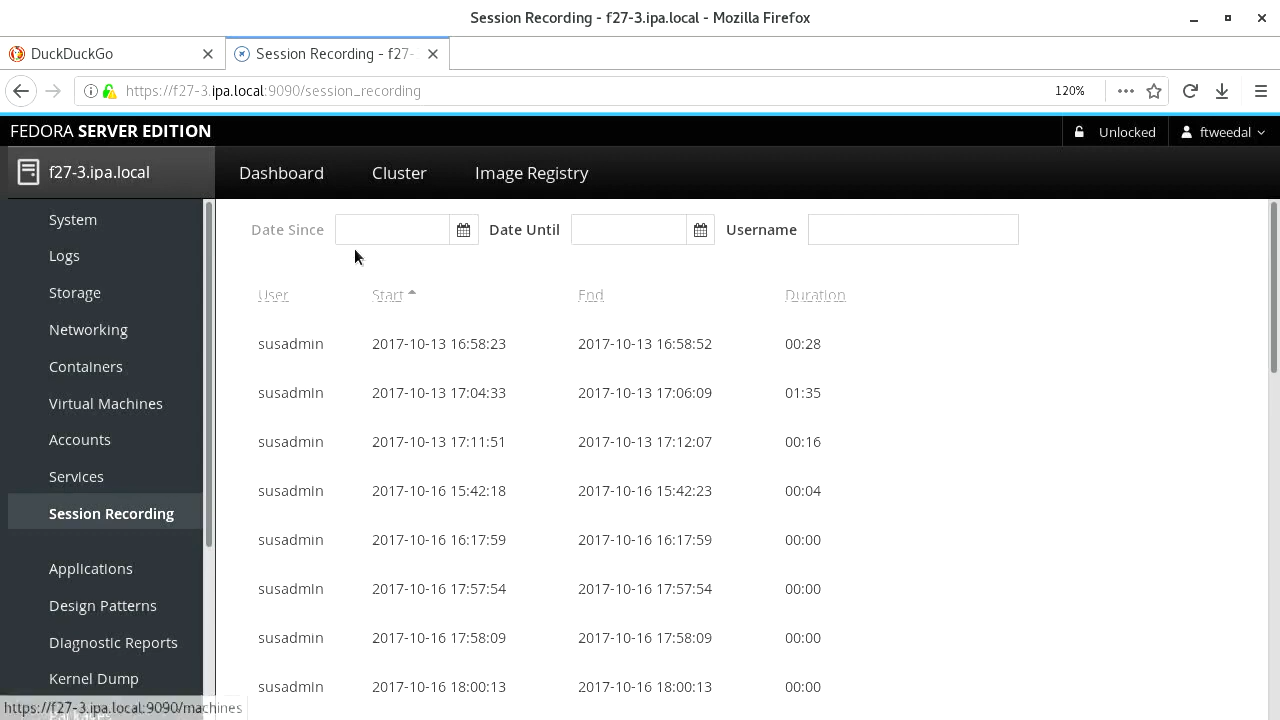 Session Recording - f27-3.ipa.local - Mozilla Firefox
DuckDuckGo
Session Recording - f27-
https://f27-3.ipa.local:9090/session_recording
120%
FEDORA SERVER EDITION
Unlocked
ftweedal
f27-3.ipa.local
Dashboard
Cluster
Image Registry
System
Logs
Storage
Networking
Containers
Virtual Machines
Accounts
Services
Session Recording
Applications
Design Patterns
Diagnostic Reports
Kernel Dump
Packages
https://f27-3.ipa.local:9090/machines
Date Since
Date Until
Username
User Start End Duration
susadmin 2017-10-13 16:58:23 2017-10-13 16:58:52 00:28
susadmin 2017-10-13 17:04:33 2017-10-13 17:06:09 01:35
susadmin 2017-10-13 17:11:51 2017-10-13 17:12:07 00:16
susadmin 2017-10-16 15:42:18 2017-10-16 15:42:23 00:04
susadmin 2017-10-16 16:17:59 2017-10-16 16:17:59 00:00
susadmin 2017-10-16 17:57:54 2017-10-16 17:57:54 00:00
susadmin 2017-10-16 17:58:09 2017-10-16 17:58:09 00:00
susadmin 2017-10-16 18:00:13 2017-10-16 18:00:13 00:00